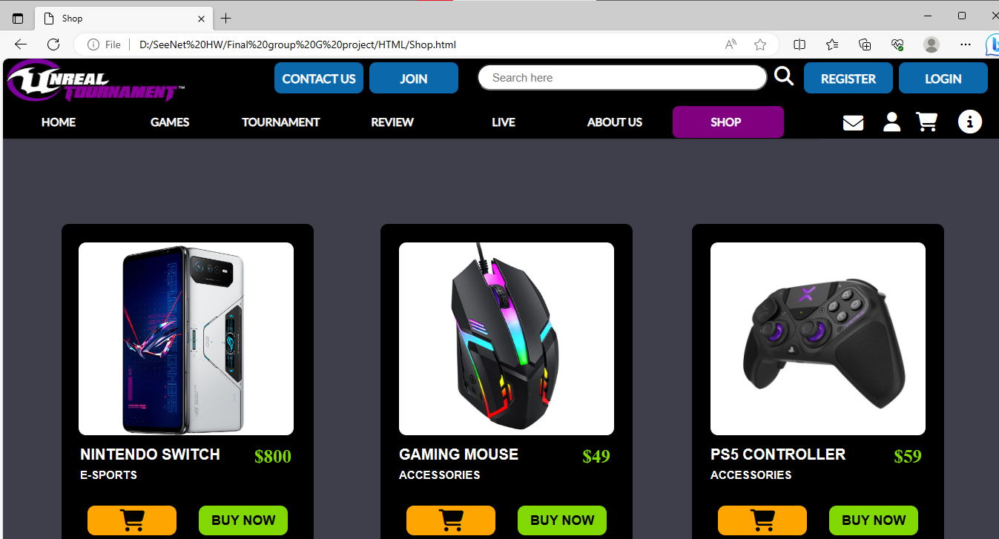 Shop
File
D:/SeeNet%20HW/Final%20group%20G%20project/HTML/Shop.html
UNREAL
TOURNAMENT™
CONTACT US
JOIN
Search here
REGISTER
LOGIN
HOME
GAMES
TOURNAMENT
REVIEW
LIVE
ABOUT US
SHOP
NINTENDO SWITCH
$800
E-SPORTS
BUY NOW
GAMING MOUSE
$49
ACCESSORIES
BUY NOW
PS5 CONTROLLER
$59
ACCESSORIES
BUY NOW